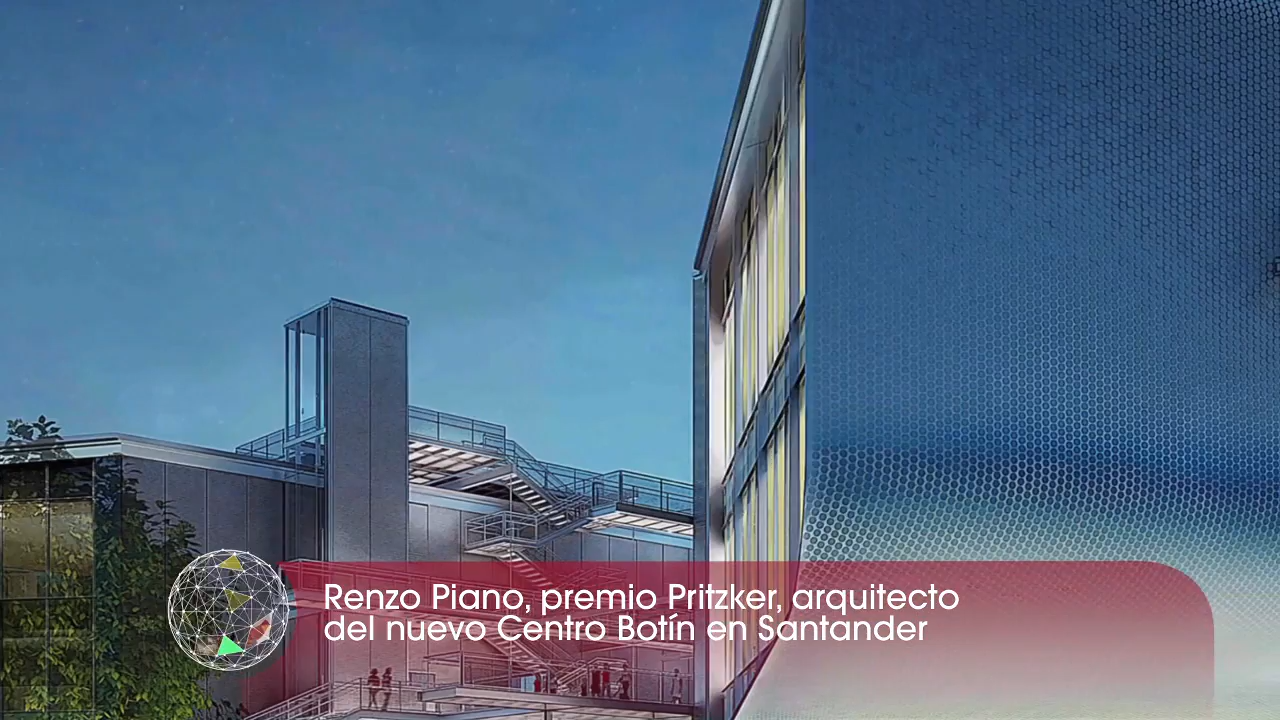 Renzo Piano, premio Pritzker, arquitecto
del nuevo Centro Botín en Santander